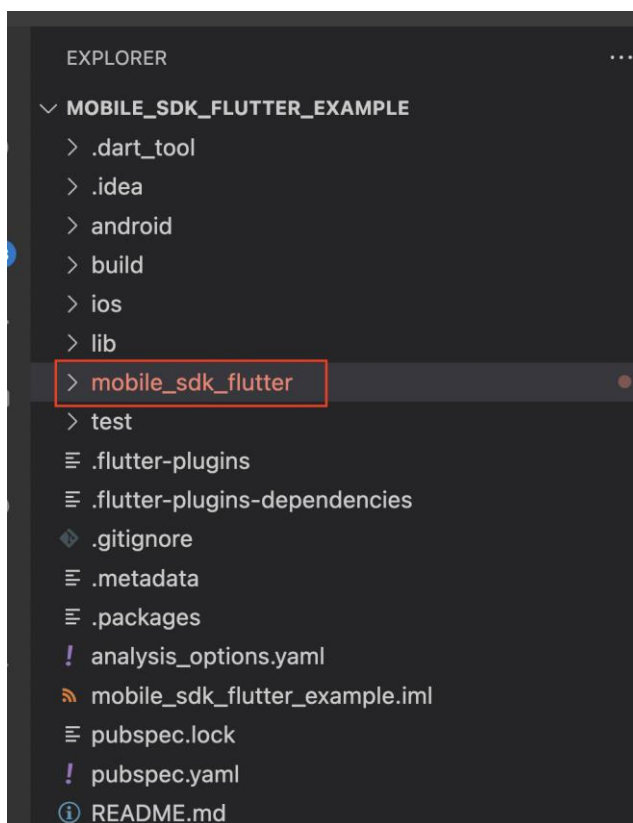 EXPLORER
MOBILE_SDK_FLUTTER_EXAMPLE
.dart_tool
.idea
android
build
ios
lib
mobile_sdk_flutter
test
.flutter-plugins
.flutter-plugins-dependencies
.gitignore
.metadata
.packages
analysis_options.yaml
mobile_sdk_flutter_example.iml
pubspec.lock
pubspec.yaml
README.md